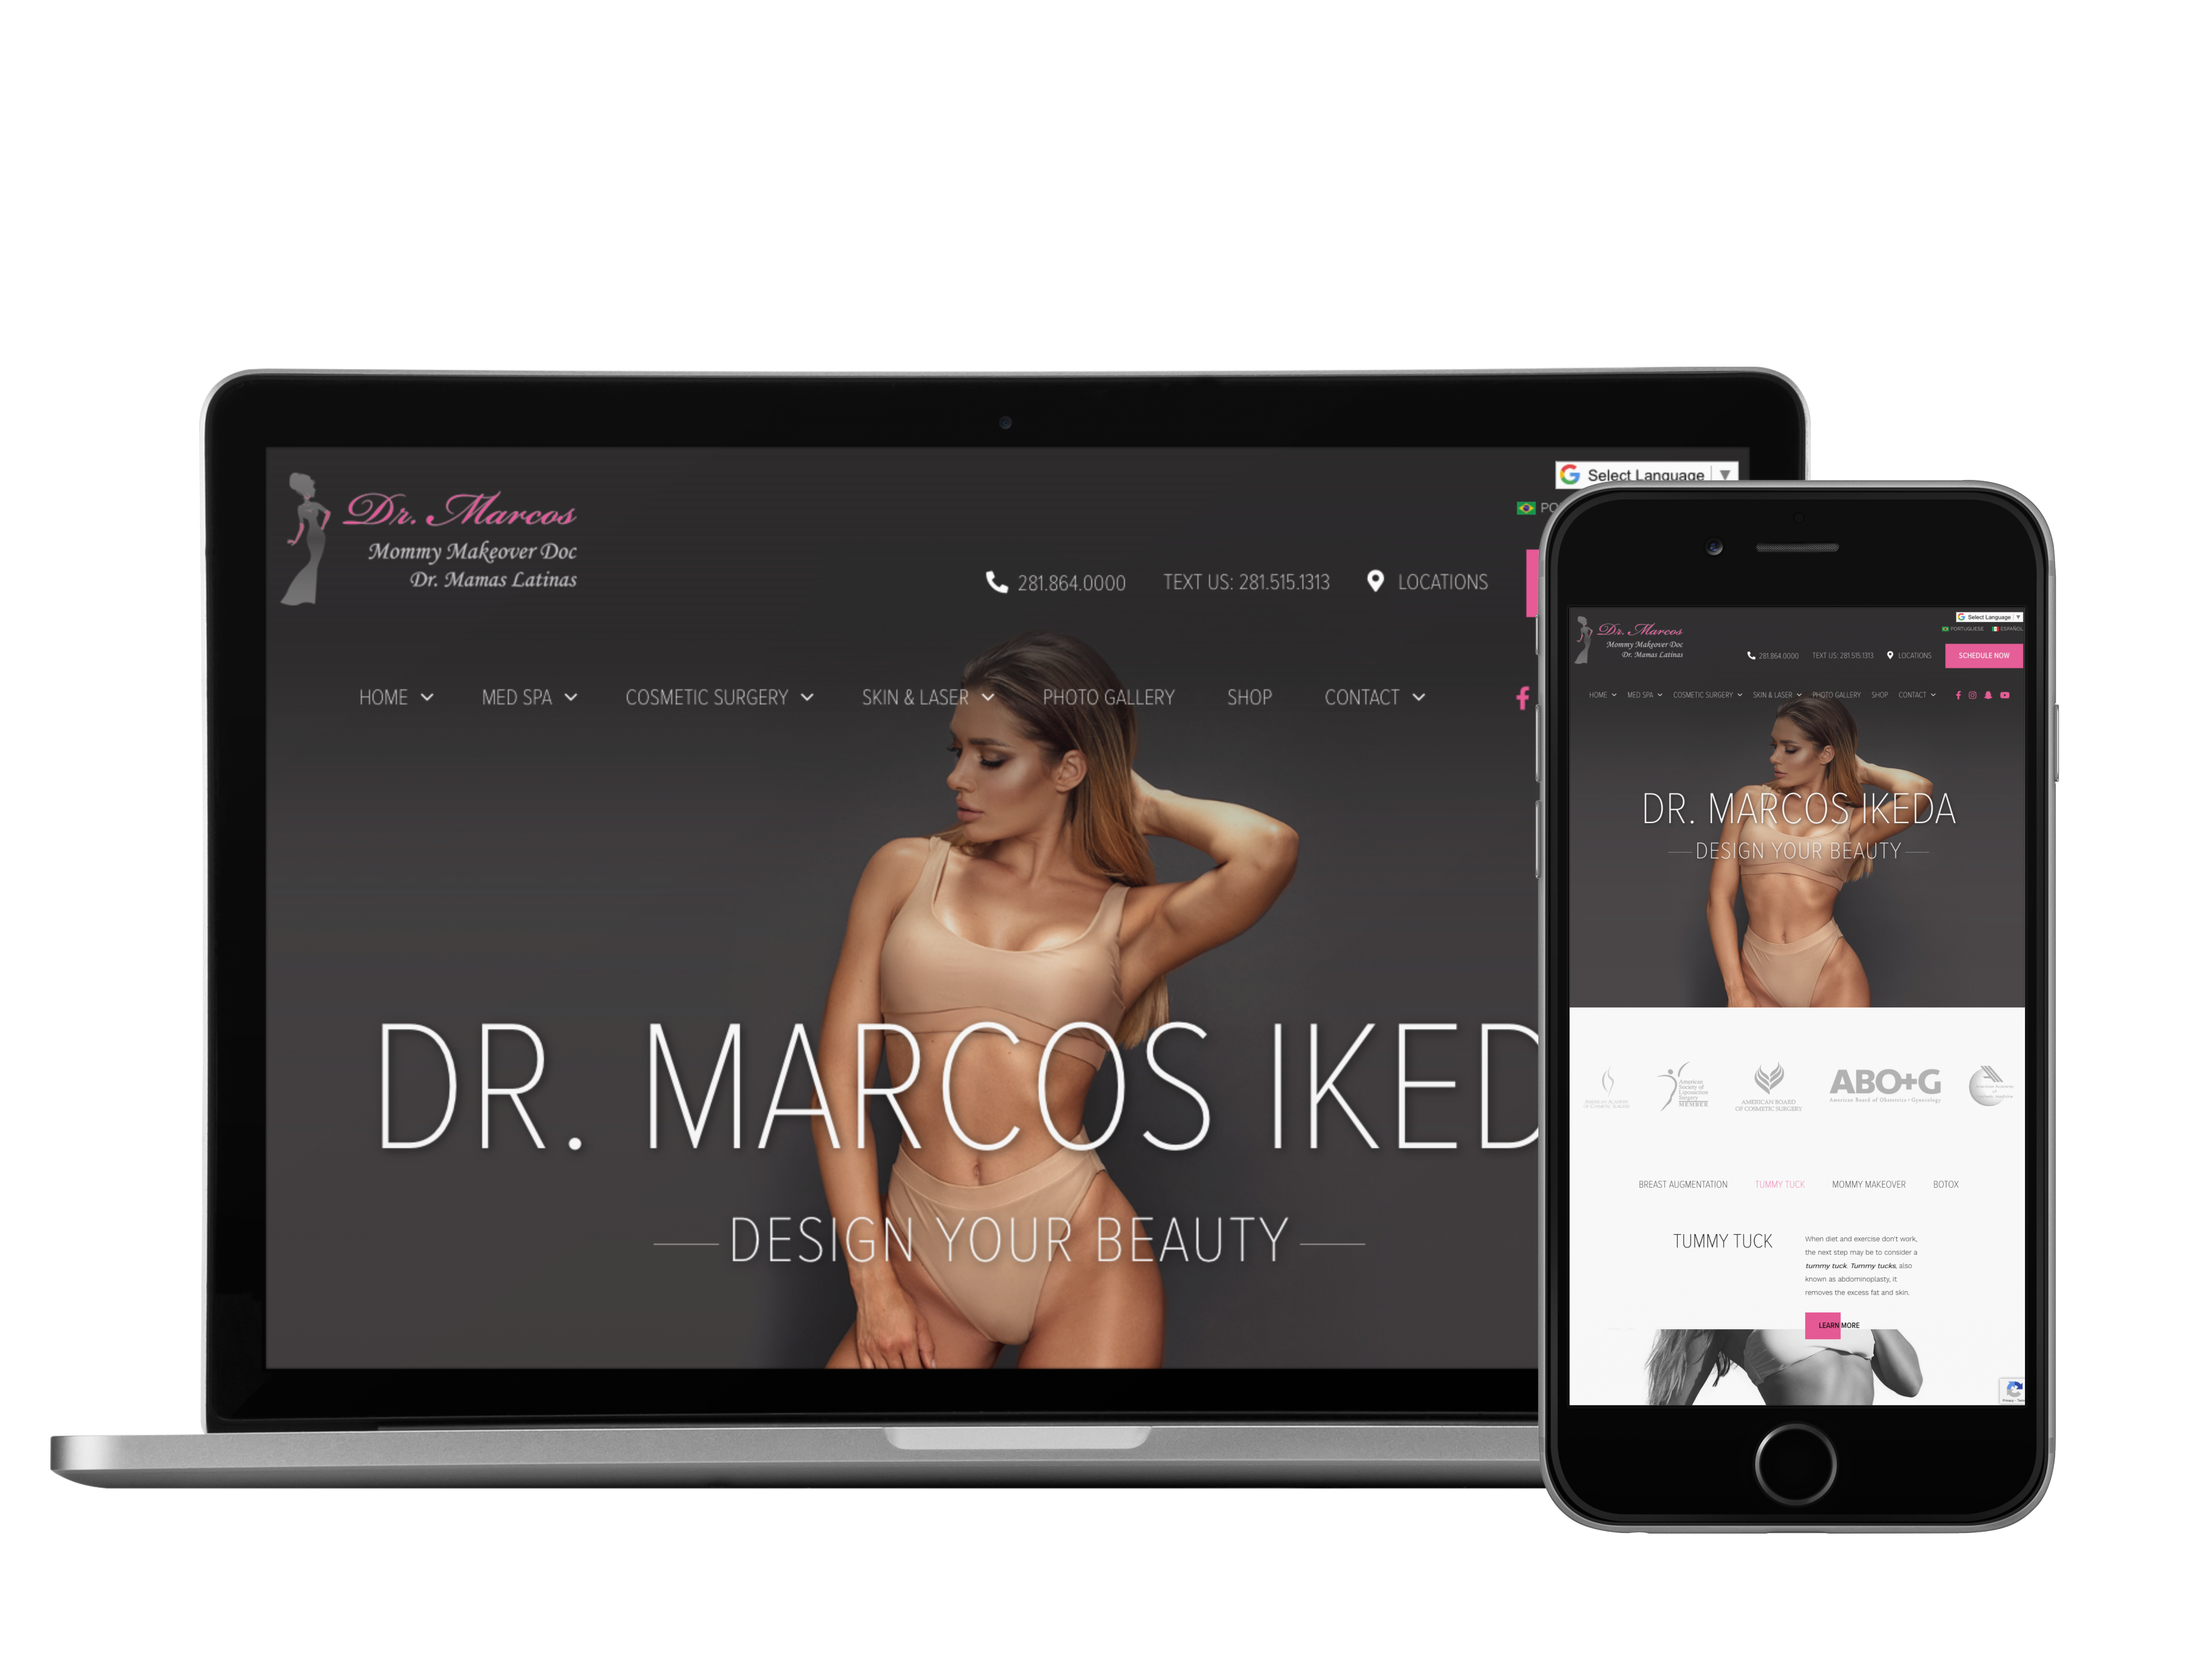 Select Language ▼
Dr. Marcos
Mommy Makeover Doc
Dr. Mamas Latinas
281.864.0000 TEXT US: 281.515.1313 LOCATIONS
HOME MED SPA COSMETIC SURGERY SKIN & LASER PHOTO GALLERY SHOP CONTACT
DR. MARCOS IKED
DESIGN YOUR BEAUTY
Select Language ▼
PORTUGUESE ESPAÑOL
Dr. Marcos
Mommy Makeover Doc
Dr. Mamas Latinas
281.864.0000 TEXT US: 281.515.1313 LOCATIONS SCHEDULE NOW
HOME MED SPA COSMETIC SURGERY SKIN & LASER PHOTO GALLERY SHOP CONTACT
DR. MARCOS IKEDA
DESIGN YOUR BEAUTY
American
Society of
Liposuction
Surgery
MEMBER
AMERICAN BOARD
OF COSMETIC SURGERY
ABO+G
American Board of Obstetrics+Gynecology
BREAST AUGMENTATION TUMMY TUCK MOMMY MAKEOVER BOTOX
TUMMY TUCK
When diet and exercise don't work,
the next step may be to consider a
tummy tuck. Tummy tucks, also
known as abdominoplasty, it
removes the excess fat and skin.
LEARN MORE